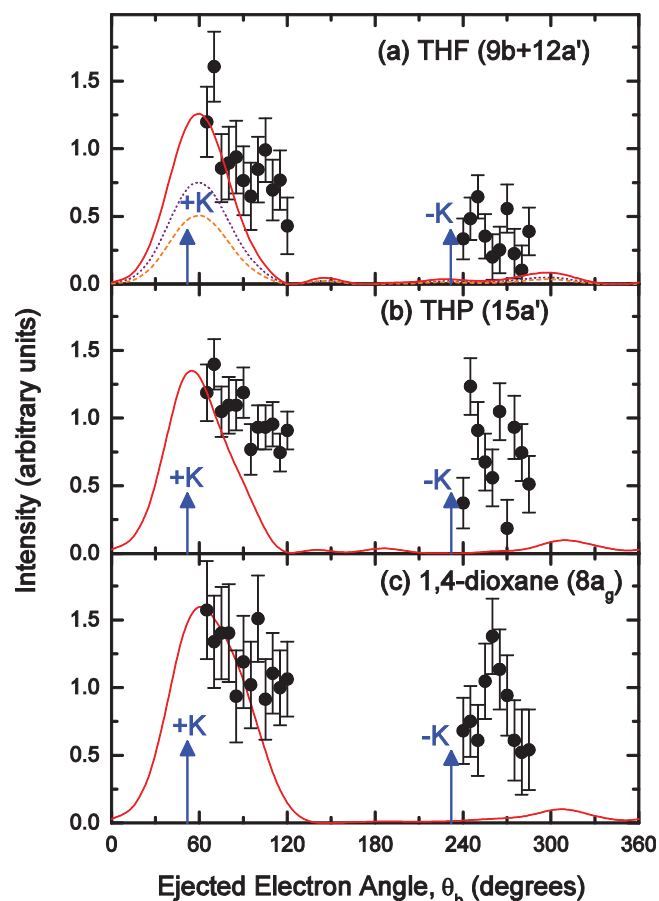 (a) THF (9b+12a')
1.5
1.0
0.5
0.0
+K
-K
(b) THP (15a')
1.5
1.0
0.5
0.0
+K
-K
(c) 1,4-dioxane (8ag)
1.5
1.0
0.5
0.0
+K
-K
0 60 120 180 240 300 360
Intensity (arbitrary units)
Ejected Electron Angle, θb (degrees)